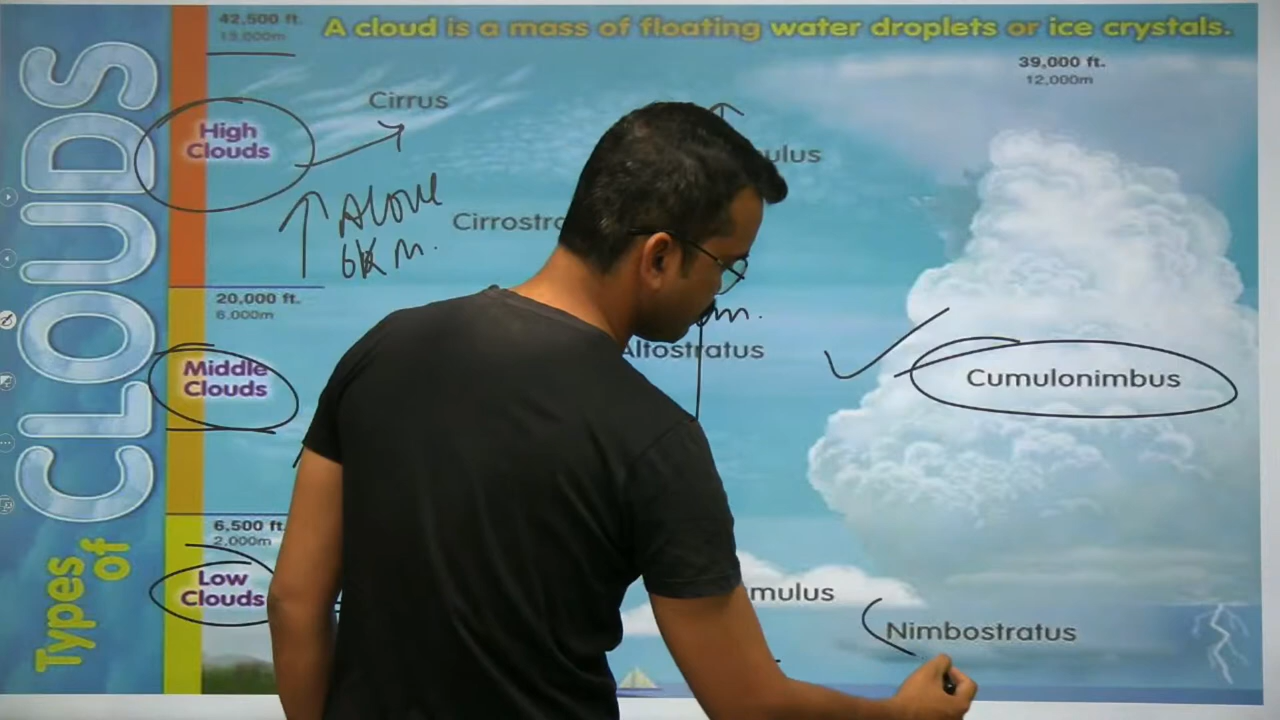 Types of CLOUDS
42,500 ft.
13,000m
A cloud is a mass of floating water droplets or ice crystals.
39,000 ft.
12,000m
Cirrus
High
Clouds
ulus
Above
6km.
Cirrostr
20,000 ft.
6,000m
m.
Altostratus
Middle
Clouds
Cumulonimbus
6,500 ft
2,000m
Low
Clouds
mulus
Nimbostratus